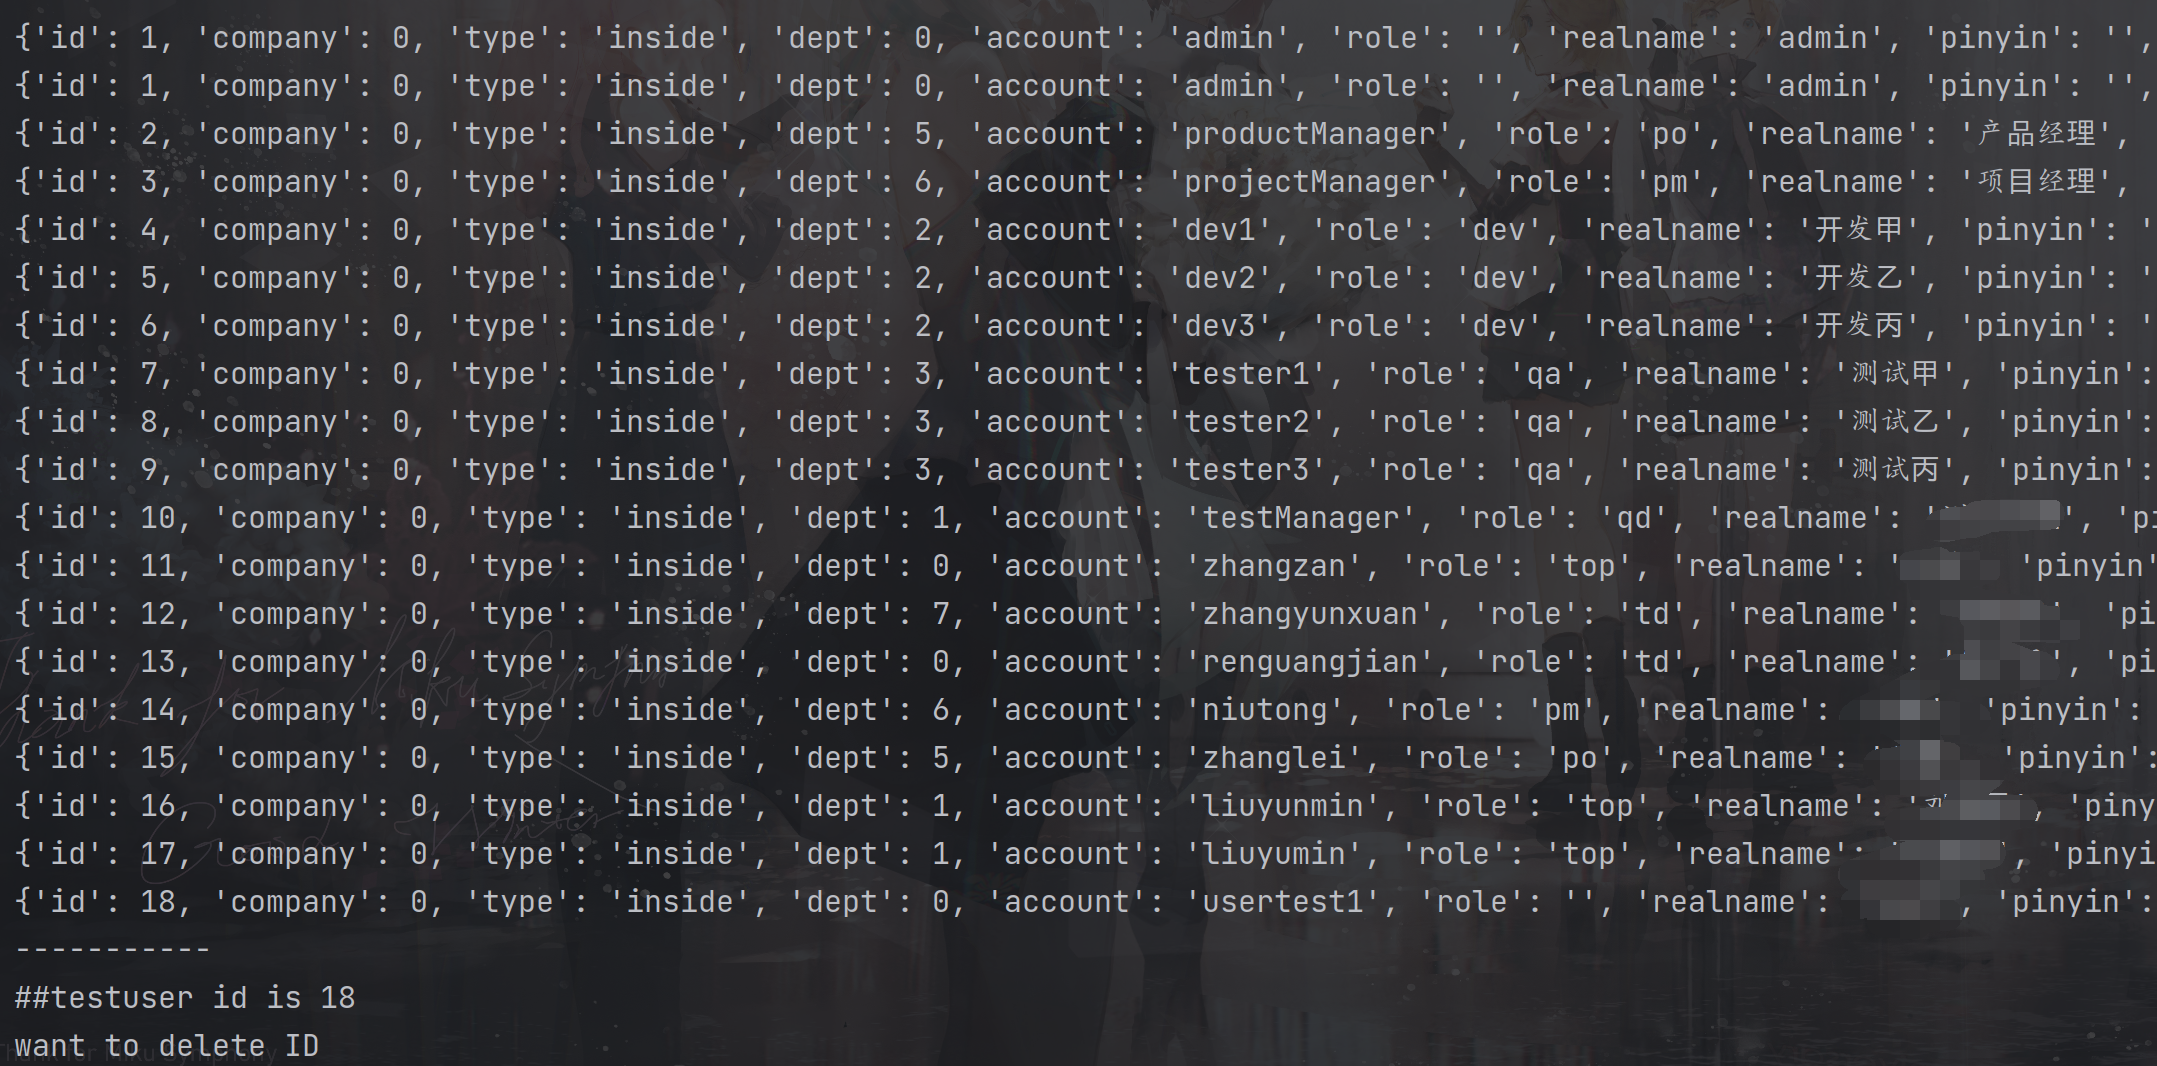 {'id': 1, 'company': 0, 'type': 'inside', 'dept': 0, 'account': 'admin', 'role': '', 'realname': 'admin', 'pinyin': '',
{'id': 1, 'company': 0, 'type': 'inside', 'dept': 0, 'account': 'admin', 'role': '', 'realname': 'admin', 'pinyin': '',
{'id': 2, 'company': 0, 'type': 'inside', 'dept': 5, 'account': 'productManager', 'role': 'po', 'realname': '产品经理',
{'id': 3, 'company': 0, 'type': 'inside', 'dept': 6, 'account': 'projectManager', 'role': 'pm', 'realname': '项目经理',
{'id': 4, 'company': 0, 'type': 'inside', 'dept': 2, 'account': 'dev1', 'role': 'dev', 'realname': '开发甲', 'pinyin': '
{'id': 5, 'company': 0, 'type': 'inside', 'dept': 2, 'account': 'dev2', 'role': 'dev', 'realname': '开发乙', 'pinyin': '
{'id': 6, 'company': 0, 'type': 'inside', 'dept': 2, 'account': 'dev3', 'role': 'dev', 'realname': '开发丙', 'pinyin': '
{'id': 7, 'company': 0, 'type': 'inside', 'dept': 3, 'account': 'tester1', 'role': 'qa', 'realname': '测试甲', 'pinyin':
{'id': 8, 'company': 0, 'type': 'inside', 'dept': 3, 'account': 'tester2', 'role': 'qa', 'realname': '测试乙', 'pinyin':
{'id': 9, 'company': 0, 'type': 'inside', 'dept': 3, 'account': 'tester3', 'role': 'qa', 'realname': '测试丙', 'pinyin':
{'id': 10, 'company': 0, 'type': 'inside', 'dept': 1, 'account': 'testManager', 'role': 'qd', 'realname': ' ', 'pi
{'id': 11, 'company': 0, 'type': 'inside', 'dept': 0, 'account': 'zhangzan', 'role': 'top', 'realname': ' 'pinyin'
{'id': 12, 'company': 0, 'type': 'inside', 'dept': 7, 'account': 'zhangyunxuan', 'role': 'td', 'realname': ' 'pi
{'id': 13, 'company': 0, 'type': 'inside', 'dept': 0, 'account': 'renguangjian', 'role': 'td', 'realname': ' ', 'pi
{'id': 14, 'company': 0, 'type': 'inside', 'dept': 6, 'account': 'niutong', 'role': 'pm', 'realname': 'pinyin':
{'id': 15, 'company': 0, 'type': 'inside', 'dept': 5, 'account': 'zhanglei', 'role': 'po', 'realname': ' 'pinyin':
{'id': 16, 'company': 0, 'type': 'inside', 'dept': 1, 'account': 'liuyunmin', 'role': 'top', 'realname': ' ', 'piny
{'id': 17, 'company': 0, 'type': 'inside', 'dept': 1, 'account': 'liuyumin', 'role': 'top', 'realname': ' , 'pinyi
{'id': 18, 'company': 0, 'type': 'inside', 'dept': 0, 'account': 'usertest1', 'role': '', 'realname': , 'pinyin':
-----------
##testuser id is 18
want to delete ID